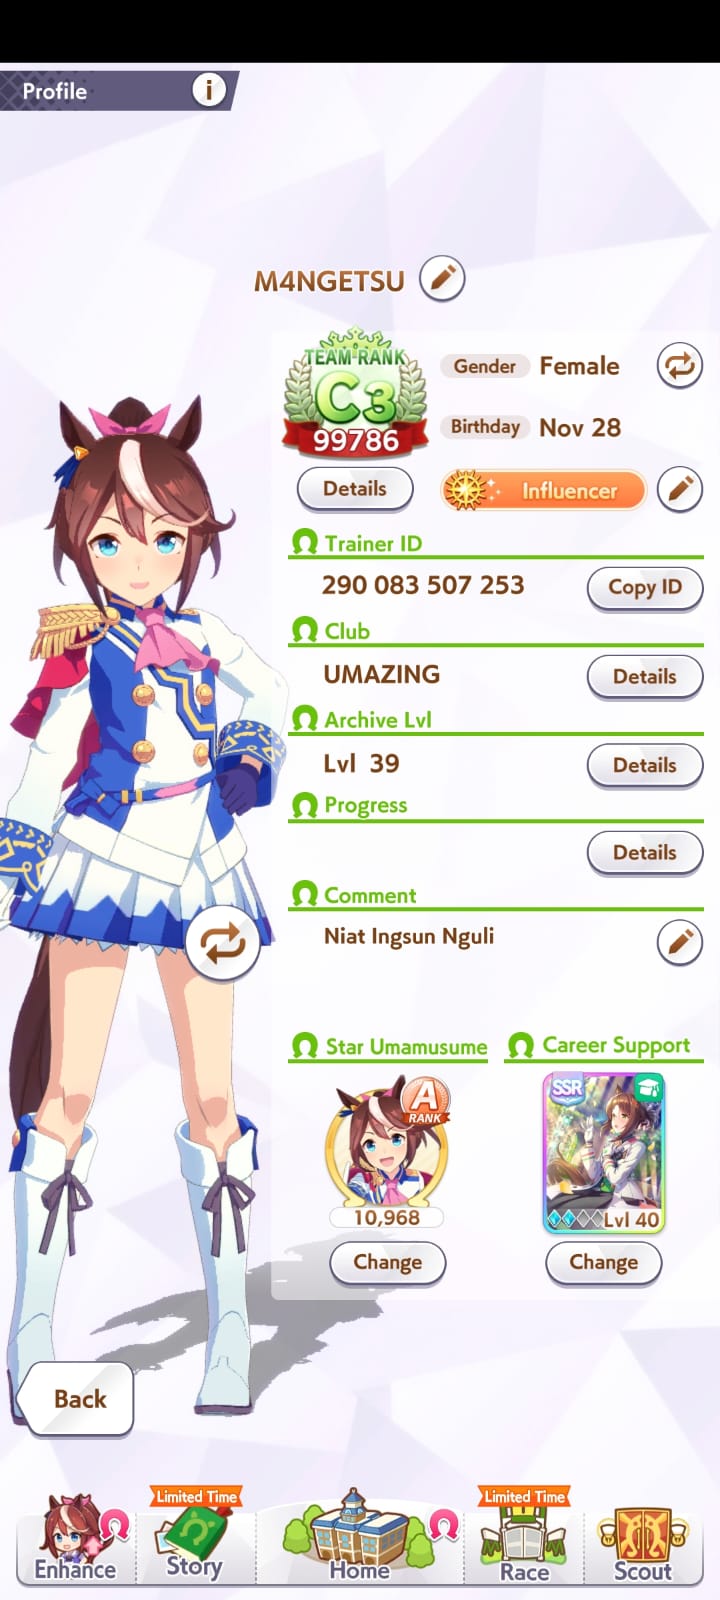 Profile
i
M4NGETSU
TEAM RANK
C3
99786
Gender Female
Birthday Nov 28
Details
Influencer
Trainer ID
290 083 507 253
Copy ID
Club
UMAZING
Details
Archive Lvl
Lvl 39
Details
Progress
Details
Comment
Niat Ingsun Nguli
Star Umamusume
Career Support
A
RANK
10,968
SSR
Lvl 40
Change
Change
Back
Limited Time
Limited Time
Enhance
Story
Home
Race
Scout